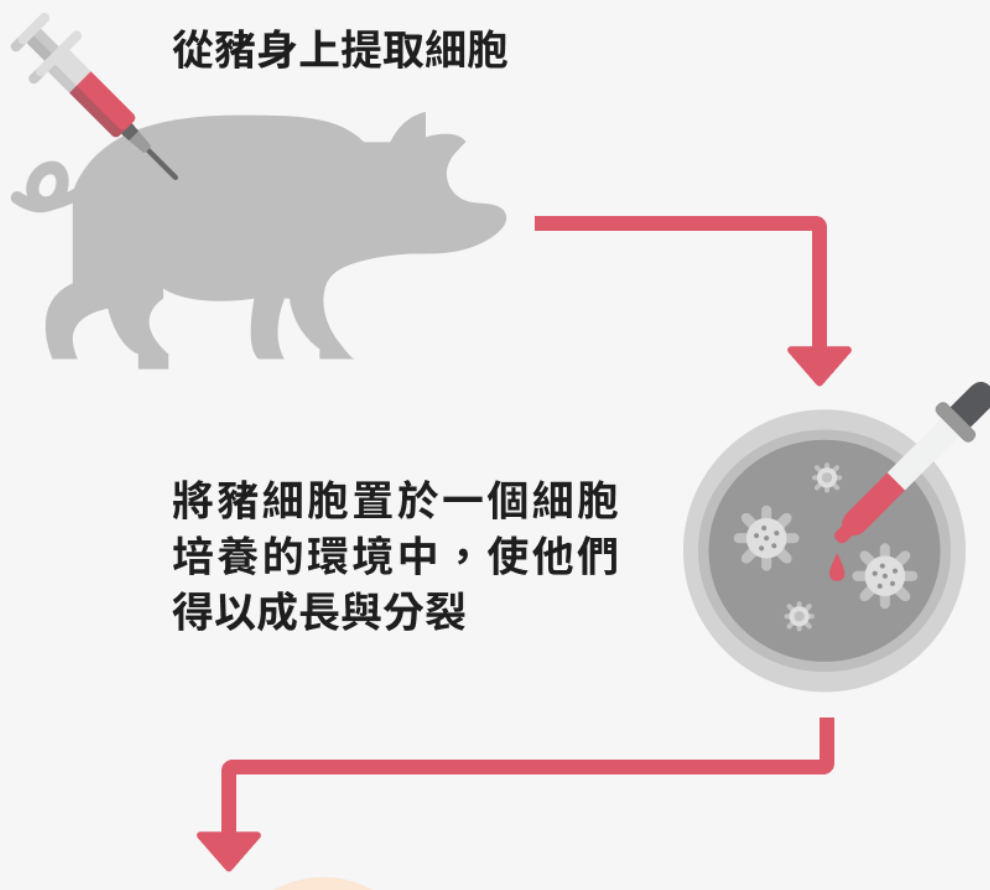 從豬身上提取細胞
將豬細胞置於一個細胞
培養的環境中，使他們
得以成長與分裂